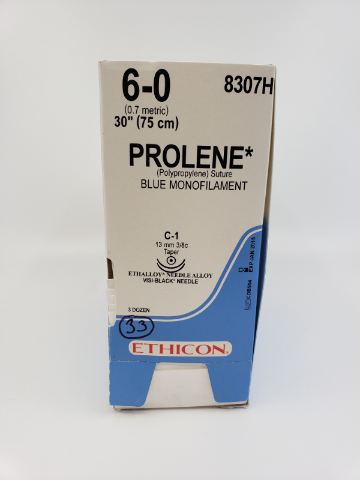 6-0
8307H
(0.7 metric)
30" (75 cm)
PROLENE*
(Polypropylene) Suture
BLUE MONOFILAMENT
C-1
13 mm 3/8c
Taper
ETHALLOY* NEEDLE ALLOY
VISI-BLACK* NEEDLE
3 DOZEN
33
ETHICON